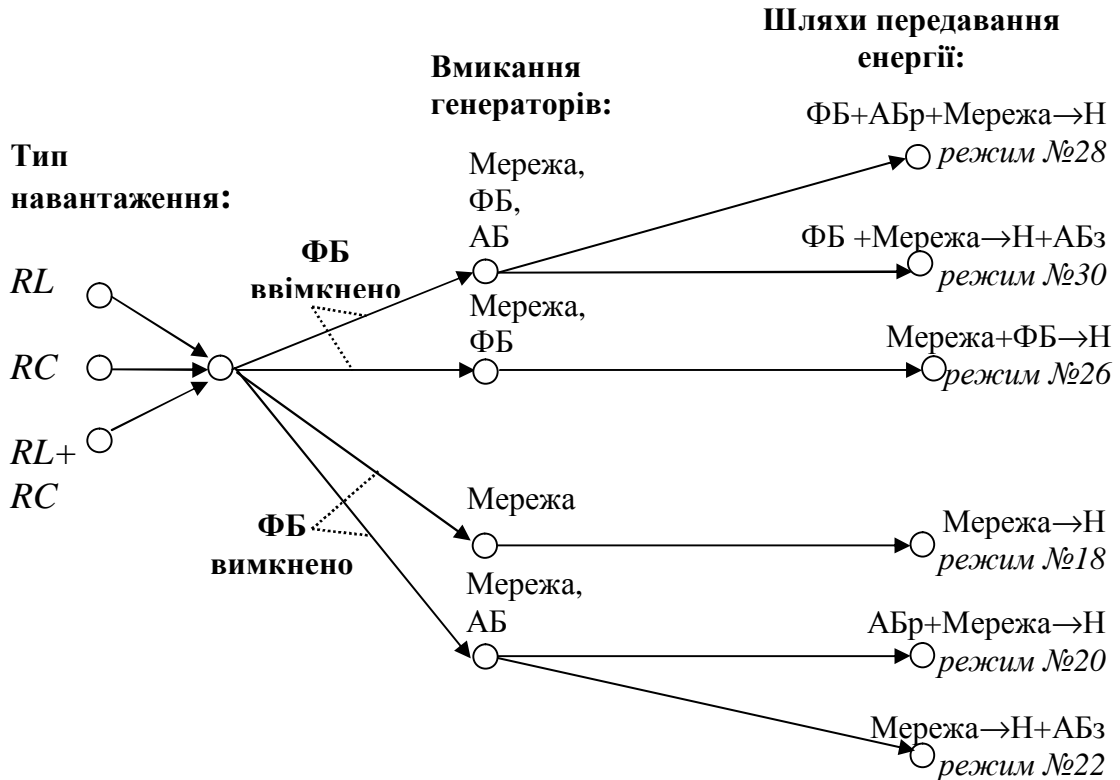 Шляхи передавання
енергії:
Вмикання
генераторів:
Тип
навантаження:
RL
RC
RL+
RC
ФБ
ввімкнено
ФБ
вимкнено
Мережа,
ФБ,
АБ
Мережа,
ФБ
Мережа
Мережа,
АБ
ФБ+АБр+Мережа→Н
режим №28
ФБ +Мережа→Н+АБз
режим №30
Мережа+ФБ→Н
режим №26
Мережа→Н
режим №18
АБр+Мережа→Н
режим №20
Мережа→Н+АБз
режим №22